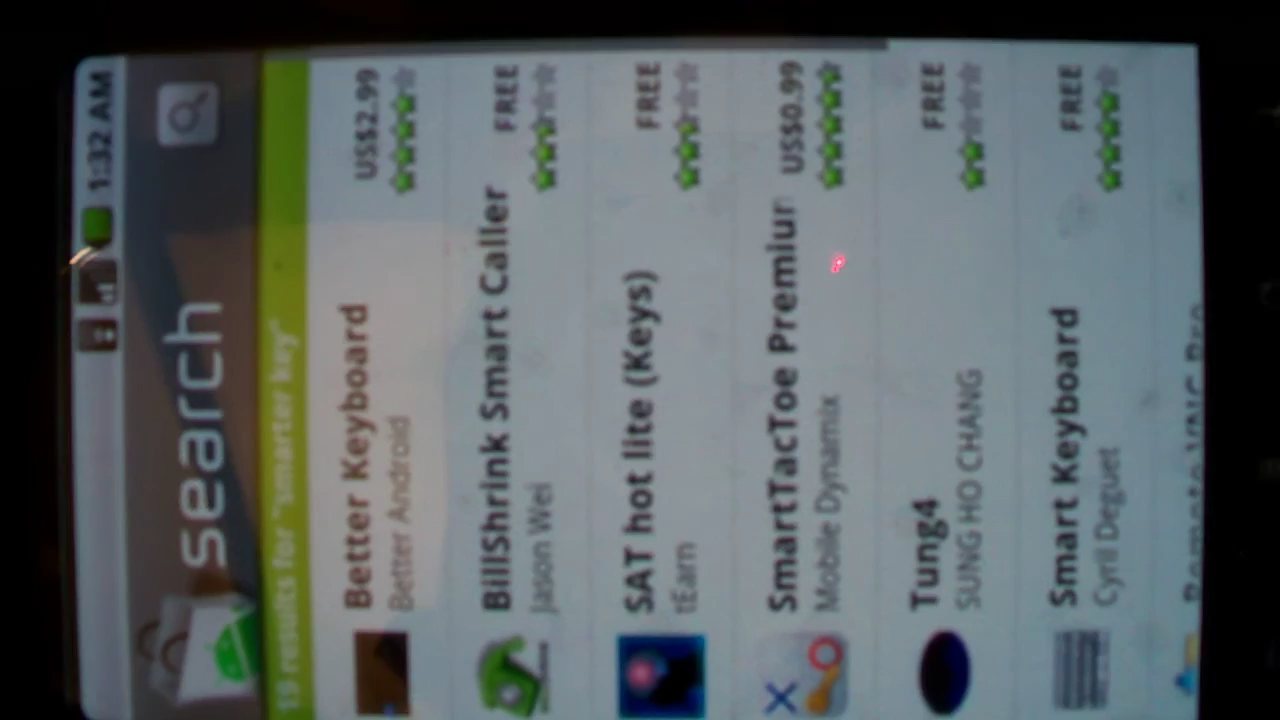 1:32 AM
search
19 results for "smarter key"
Better Keyboard
US$2.99
Better Android
BillShrink Smart Caller
FREE
Jason Wei
SAT hot lite (Keys)
FREE
tEarn
SmartTacToe Premiur
US$0.99
Mobile Dynamix
Tung4
FREE
SUNG HO CHANG
Smart Keyboard
FREE
Cyril Deguet